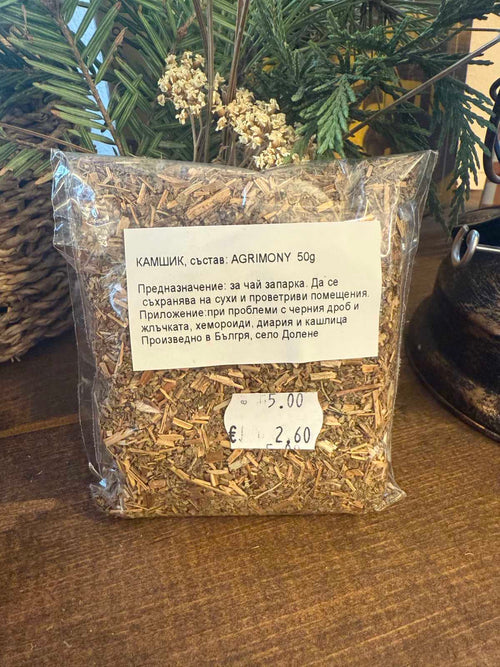 КАМШИК, състав: AGRIMONY 50g
Предназначение: за чай запарка. Да се
съхранява на сухи и проветриви помещения.
Приложение:при проблеми с черния дроб и
жлъчката, хемороиди, диария и кашлица
Произведно в Бългря, село Долене
5.00
€ 2,60